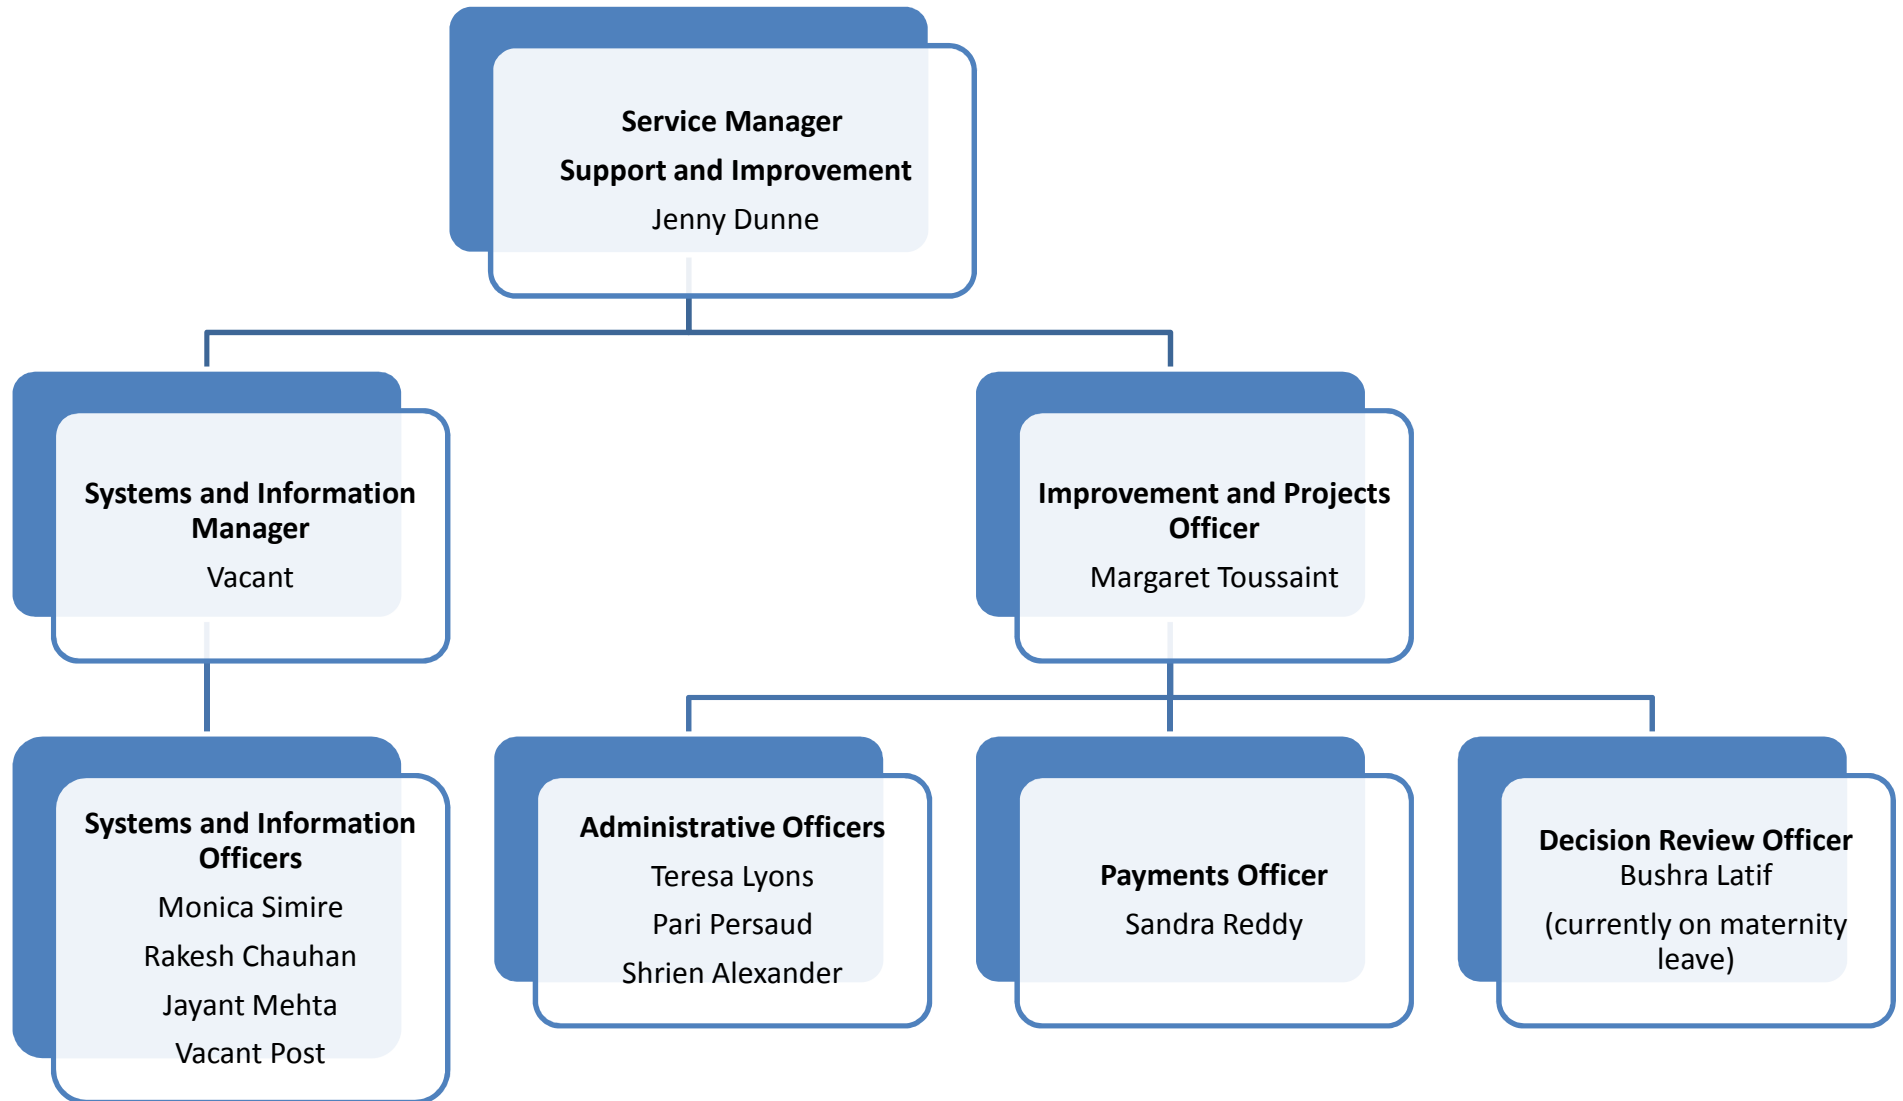 Service Manager
Support and Improvement
Jenny Dunne
Systems and Information
Manager
Vacant
Improvement and Projects
Officer
Margaret Toussaint
Systems and Information
Officers
Monica Simire
Rakesh Chauhan
Jayant Mehta
Vacant Post
Administrative Officers
Teresa Lyons
Pari Persaud
Shrien Alexander
Payments Officer
Sandra Reddy
Decision Review Officer
Bushra Latif
(currently on maternity
leave)